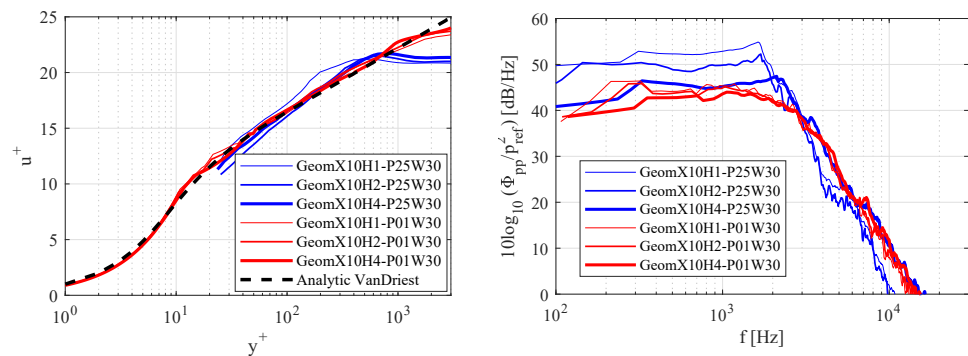 25
20
15
10
5
0
u+
GeomX10H1-P25W30
GeomX10H2-P25W30
GeomX10H4-P25W30
GeomX10H1-P01W30
GeomX10H2-P01W30
GeomX10H4-P01W30
Analytic VanDriest
10^0 10^1 10^2 10^3
y+
60
50
40
30
20
10
0
10log10 (Φpp/p²ref) [dB/Hz]
GeomX10H1-P25W30
GeomX10H2-P25W30
GeomX10H4-P25W30
GeomX10H1-P01W30
GeomX10H2-P01W30
GeomX10H4-P01W30
10^2 10^3 10^4
f [Hz]